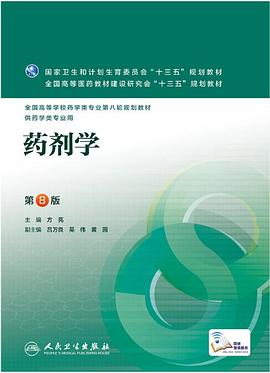 国家卫生和计划生育委员会“十三五”规划教材
全国高等医药教材建设研究会“十三五”规划教材
全国高等学校药学类专业第八轮规划教材
供药学类专业用
药剂学
第8版
主编 方亮
副主编 吕万良 吴伟 黄园
人民卫生出版社
PEOPLE'S MEDICAL PUBLISHING HOUSE